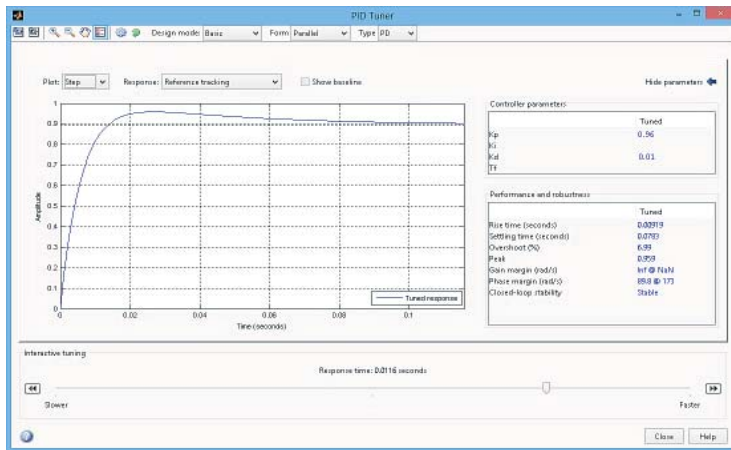 PID Tuner
Design mode: Basic Form Parallel Type PD
Plot: Step Response: Reference tracking Show baseline Hide parameters
Controller parameters
Tuned
Kp 0.96
Ki
Kd 0.01
Tf
Performance and robustness
Tuned
Rise time (seconds) 0.00919
Settling time (seconds) 0.0783
Overshoot (%) 6.99
Peak 0.959
Gain margin (rad/s) Inf @ NaN
Phase margin (rad/s) 89.8 @ 173
Closed-loop stability Stable
Amplitude
1
0.9
0.8
0.7
0.6
0.5
0.4
0.3
0.2
0.1
0
0 0.02 0.04 0.06 0.08 0.1
Time (seconds)
Tuned response
Interactive tuning
Response time: 0.0116 seconds
Slower Faster
Close Help